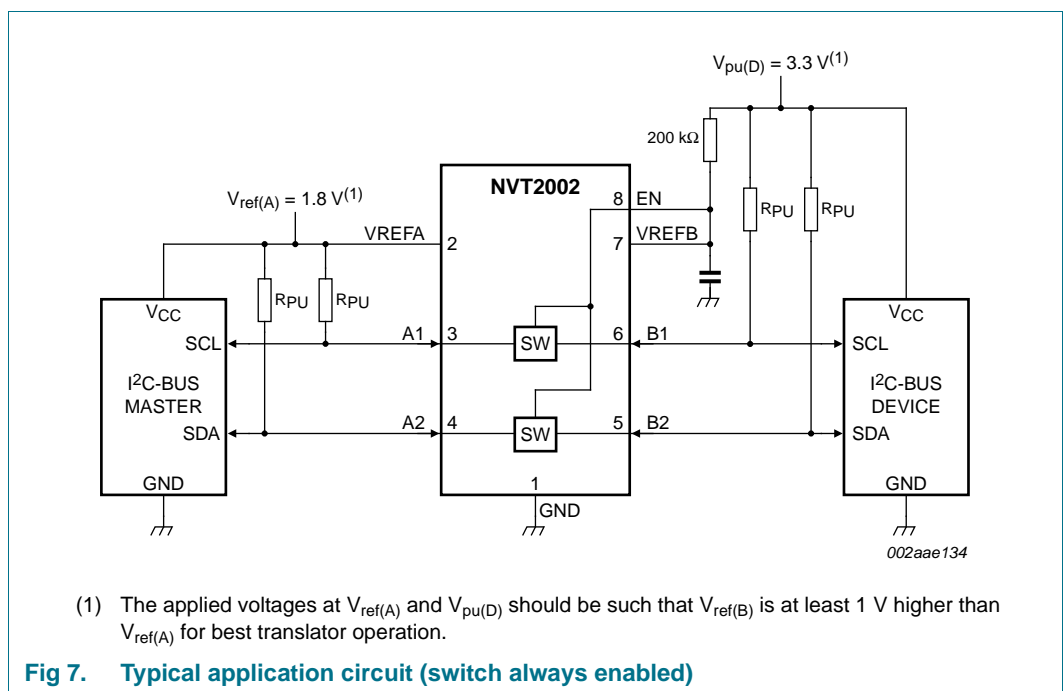 Vpu(D) = 3.3 V(1)
200 kΩ
NVT2002
8 EN
Vref(A) = 1.8 V(1)
RPU RPU
VREFA 2
7 VREFB
RPU RPU
VCC
VCC
SCL
A1 3
SW
6 B1
SCL
I2C-BUS
MASTER
I2C-BUS
DEVICE
SDA
A2 4
SW
5 B2
SDA
GND
1
GND
GND
002aae134
(1) The applied voltages at Vref(A) and Vpu(D) should be such that Vref(B) is at least 1 V higher than
Vref(A) for best translator operation.
Fig 7. Typical application circuit (switch always enabled)